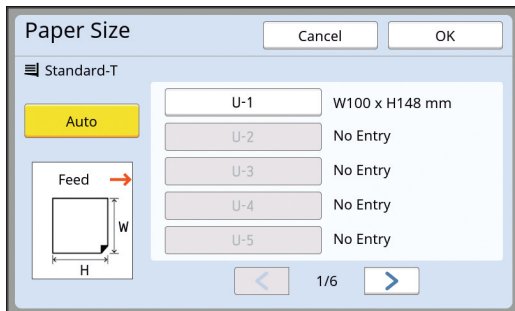 Paper Size
Cancel
OK
Standard-T
Auto
U-1 W100 x H148 mm
U-2 No Entry
U-3 No Entry
U-4 No Entry
U-5 No Entry
Feed
W
H
1/6